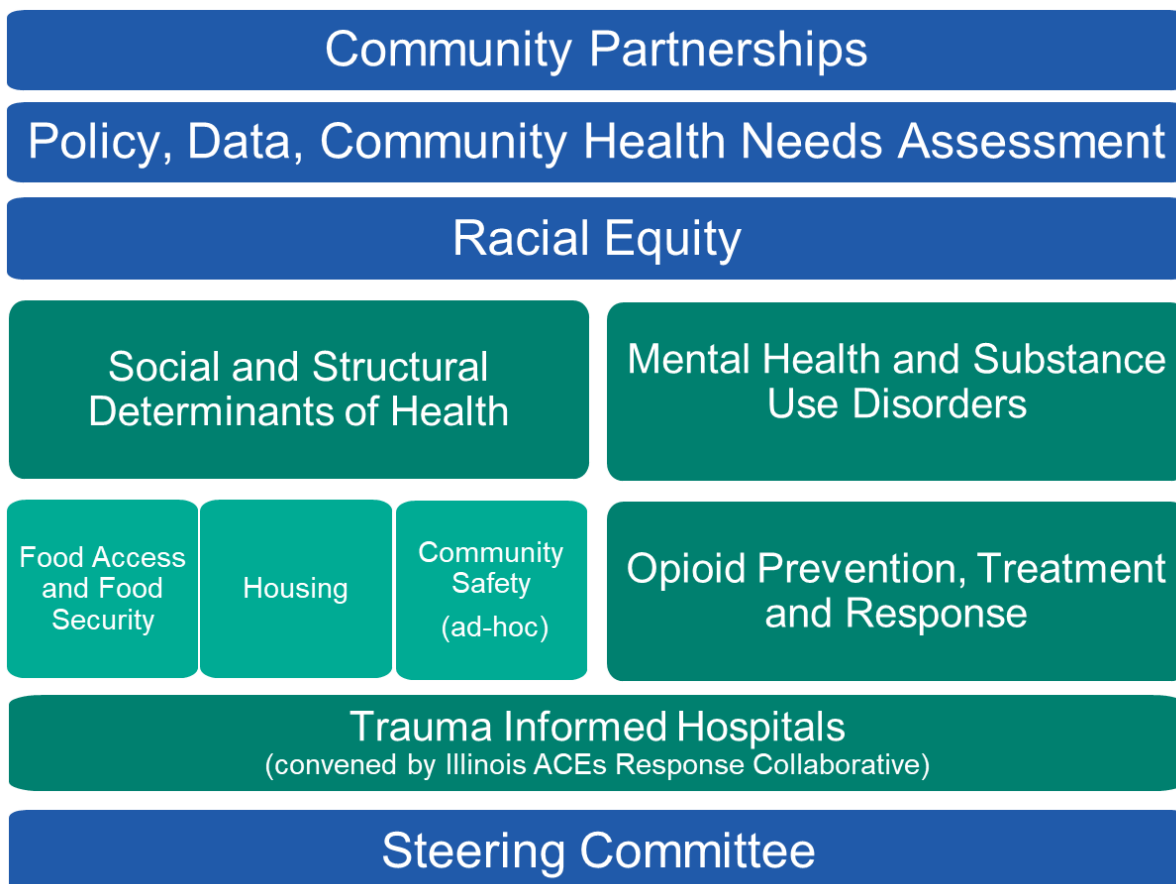 Community Partnerships
Policy, Data, Community Health Needs Assessment
Racial Equity
Social and Structural
Determinants of Health
Mental Health and Substance
Use Disorders
Food Access
and Food
Security
Housing
Community
Safety
(ad-hoc)
Opioid Prevention, Treatment
and Response
Trauma Informed Hospitals
(convened by Illinois ACEs Response Collaborative)
Steering Committee